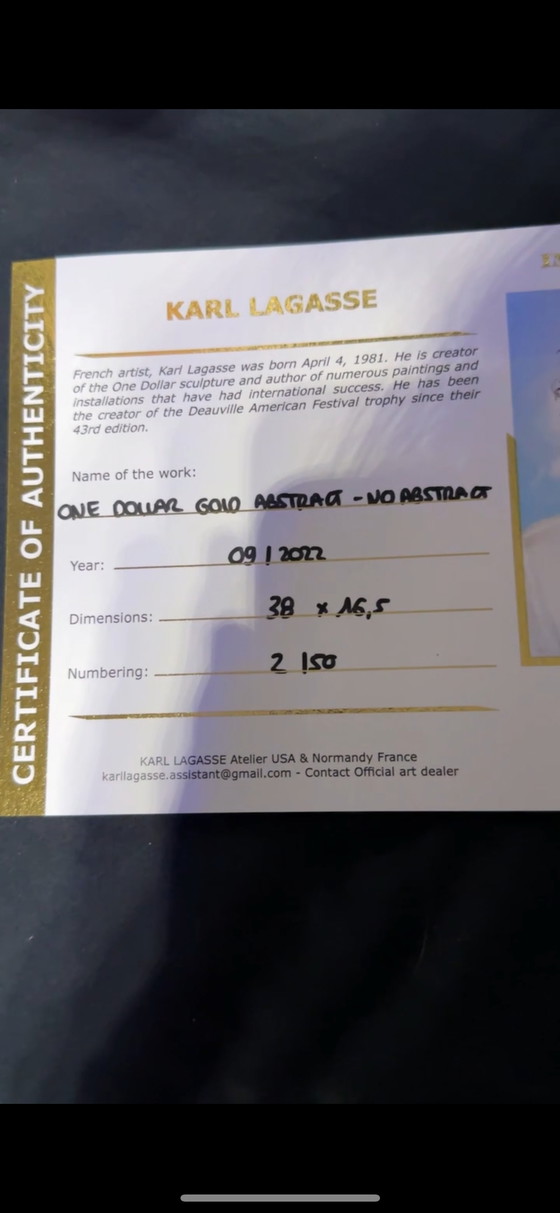 CERTIFICATE OF AUTHENTICITY
KARL LAGASSE
French artist, Karl Lagasse was born April 4, 1981. He is creator
of the One Dollar sculpture and author of numerous paintings and
installations that have had international success. He has been
the creator of the Deauville American Festival trophy since their
43rd edition.
Name of the work:
ONE DOLLAR GOLD ABSTRACT - NO ABSTRACT
Year: 09 / 2022
Dimensions: 38 x 16,5
Numbering: 2 150
KARL LAGASSE Atelier USA & Normandy France
karllagasse.assistant@gmail.com - Contact Official art dealer